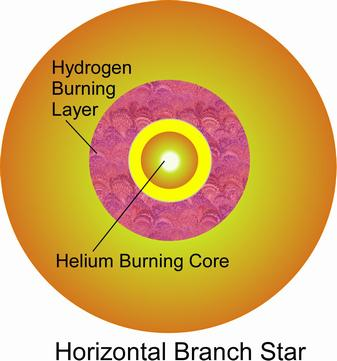 Hydrogen
Burning
Layer
Helium Burning Core
Horizontal Branch Star